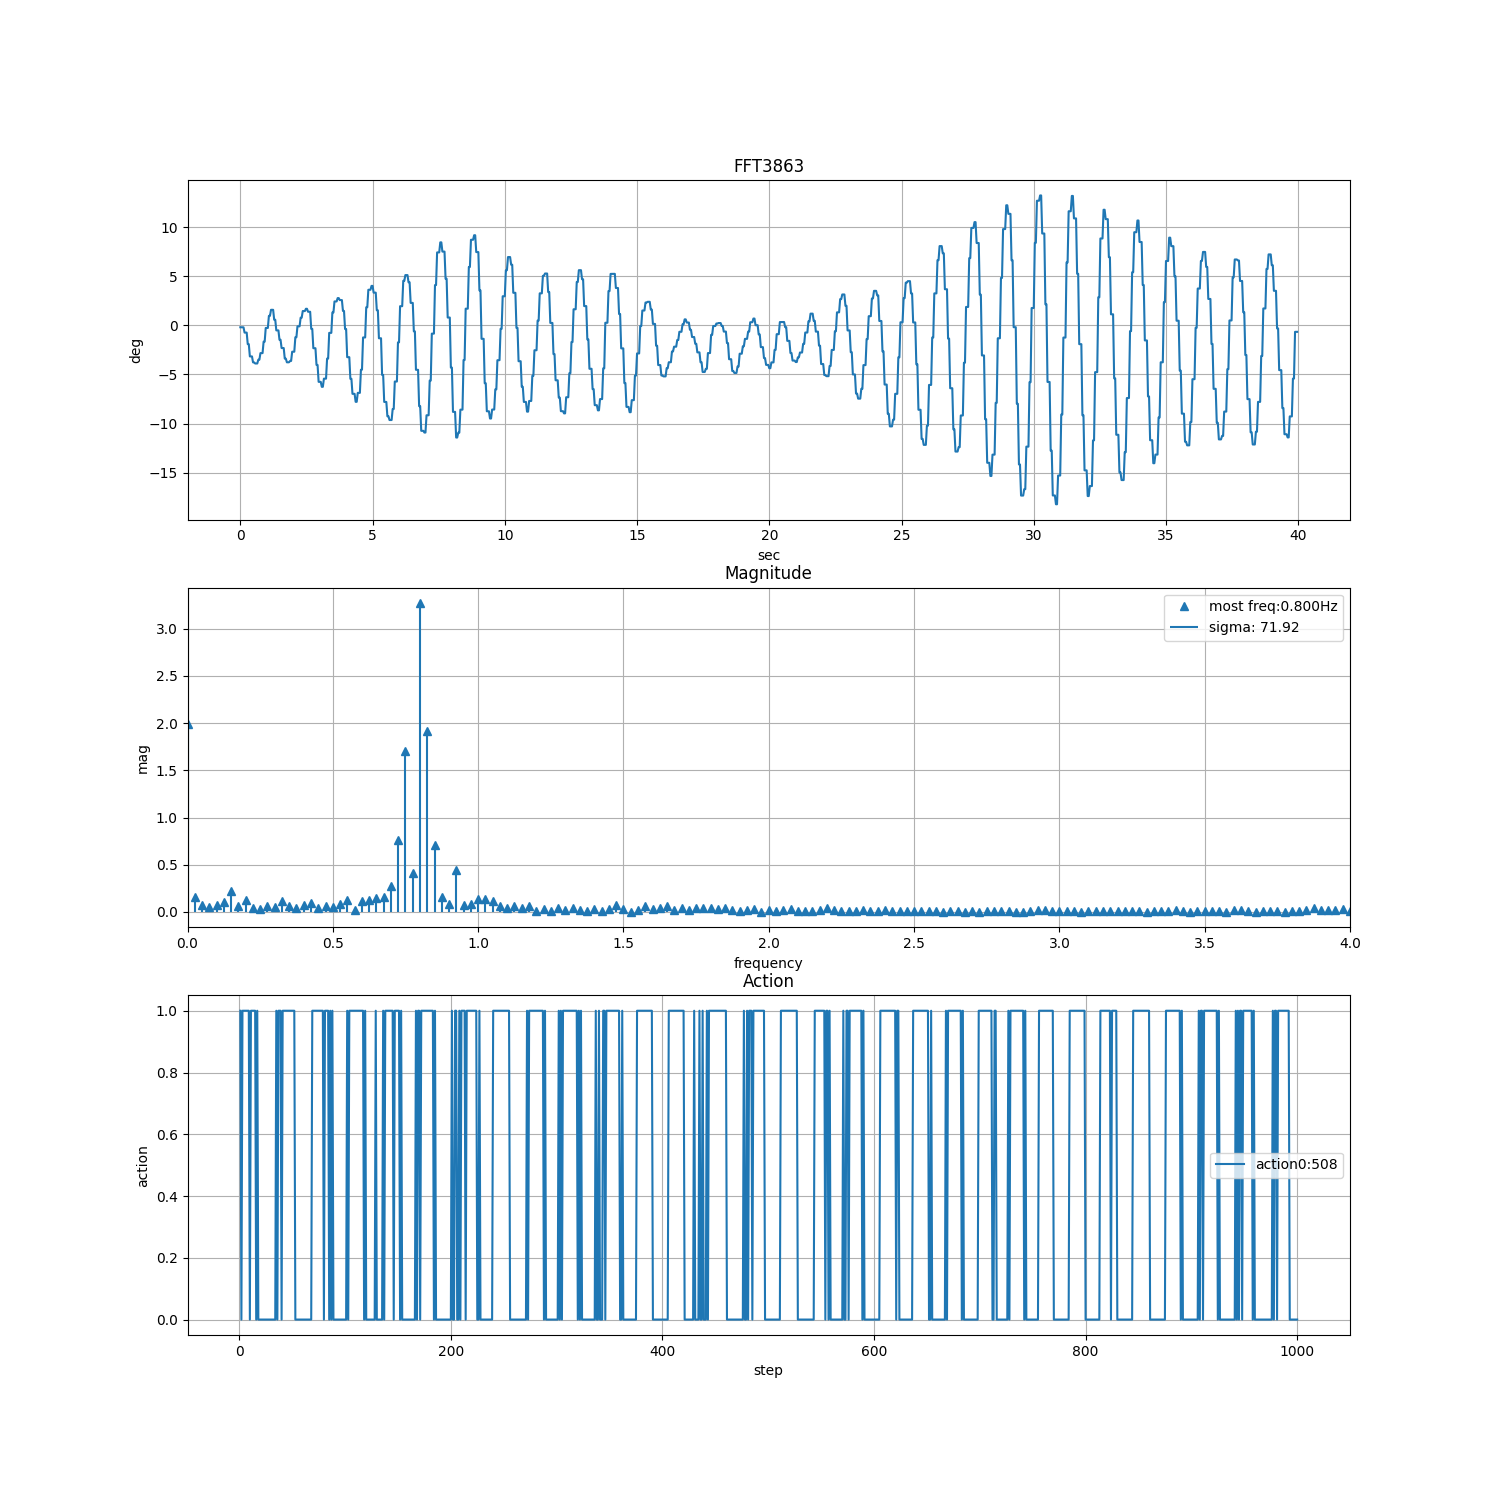 FFT3863
10
5
0
−5
−10
−15
deg
0 5 10 15 20 25 30 35 40
sec
Magnitude
most freq:0.800Hz
sigma: 71.92
3.0
2.5
2.0
1.5
1.0
0.5
0.0
mag
0.0 0.5 1.0 1.5 2.0 2.5 3.0 3.5 4.0
frequency
Action
1.0
0.8
0.6
0.4
0.2
0.0
action
action0:508
0 200 400 600 800 1000
step